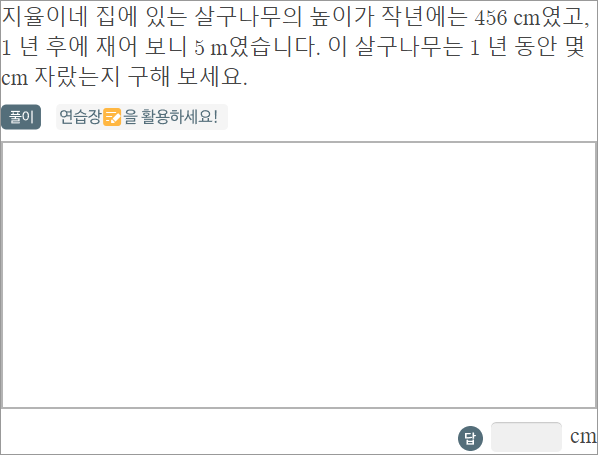 지율이네 집에 있는 살구나무의 높이가 작년에는 456 cm였고,
1 년 후에 재어 보니 5 m였습니다. 이 살구나무는 1 년 동안 몇
cm 자랐는지 구해 보세요.
풀이 연습장을 활용하세요!
답 cm